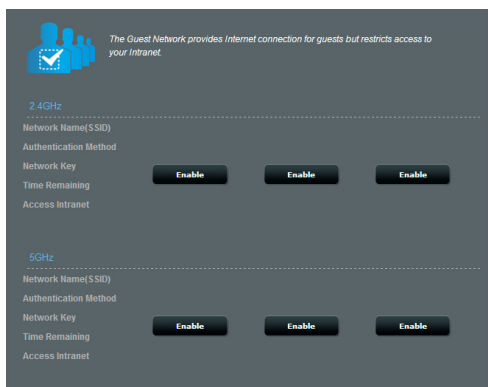 The Guest Network provides Internet connection for guests but restricts access to
your Intranet.
2.4GHz
Network Name(SSID)
Authentication Method
Network Key
Enable Enable Enable
Time Remaining
Access Intranet
5GHz
Network Name(SSID)
Authentication Method
Network Key
Enable Enable Enable
Time Remaining
Access Intranet